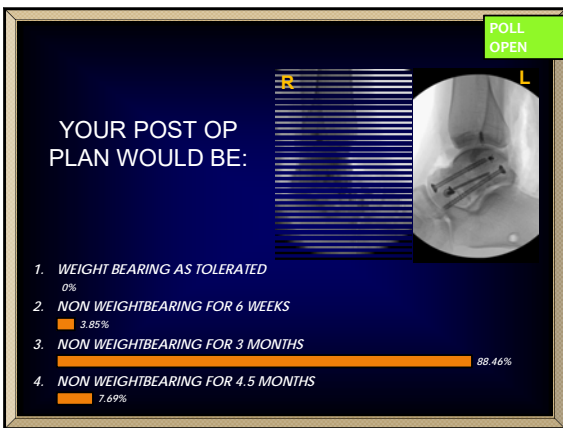 POLL
OPEN
R
L
YOUR POST OP
PLAN WOULD BE:
1. WEIGHT BEARING AS TOLERATED
0%
2. NON WEIGHTBEARING FOR 6 WEEKS
3.85%
3. NON WEIGHTBEARING FOR 3 MONTHS
88.46%
4. NON WEIGHTBEARING FOR 4.5 MONTHS
7.69%